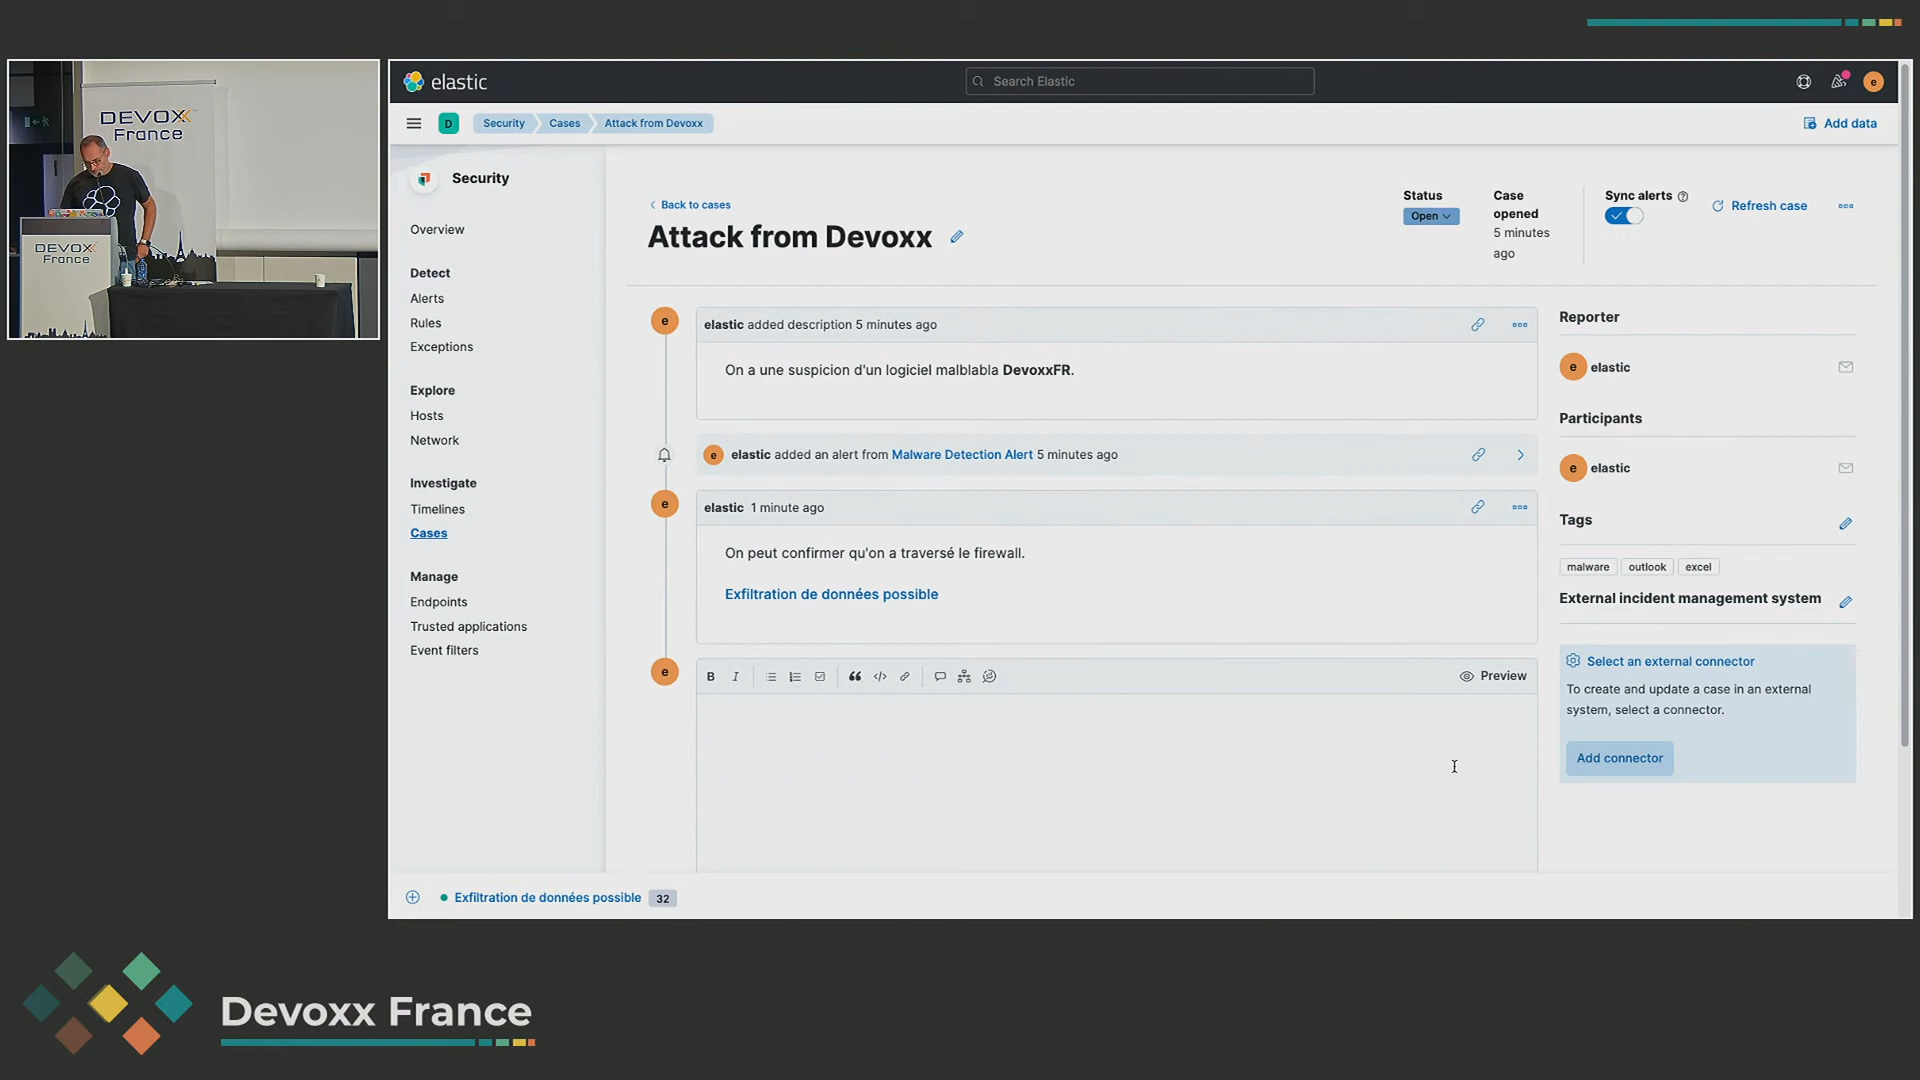 DEVOXX
France
DEVOXX
France
elastic
Search Elastic
e
D
Security
Cases
Attack from Devoxx
Add data
Security
Overview
Detect
Alerts
Rules
Exceptions
Explore
Hosts
Network
Investigate
Timelines
Cases
Manage
Endpoints
Trusted applications
Event filters
Back to cases
Attack from Devoxx
Status
Open
Case
opened
5 minutes
ago
Sync alerts
Refresh case
e
elastic added description 5 minutes ago
On a une suspicion d'un logiciel malblabla DevoxxFR.
e
elastic added an alert from Malware Detection Alert 5 minutes ago
e
elastic 1 minute ago
On peut confirmer qu'on a traversé le firewall.
Exfiltration de données possible
e
B I
Preview
Reporter
e elastic
Participants
e elastic
Tags
malware outlook excel
External incident management system
Select an external connector
To create and update a case in an external
system, select a connector.
Add connector
Exfiltration de données possible 32
Devoxx France